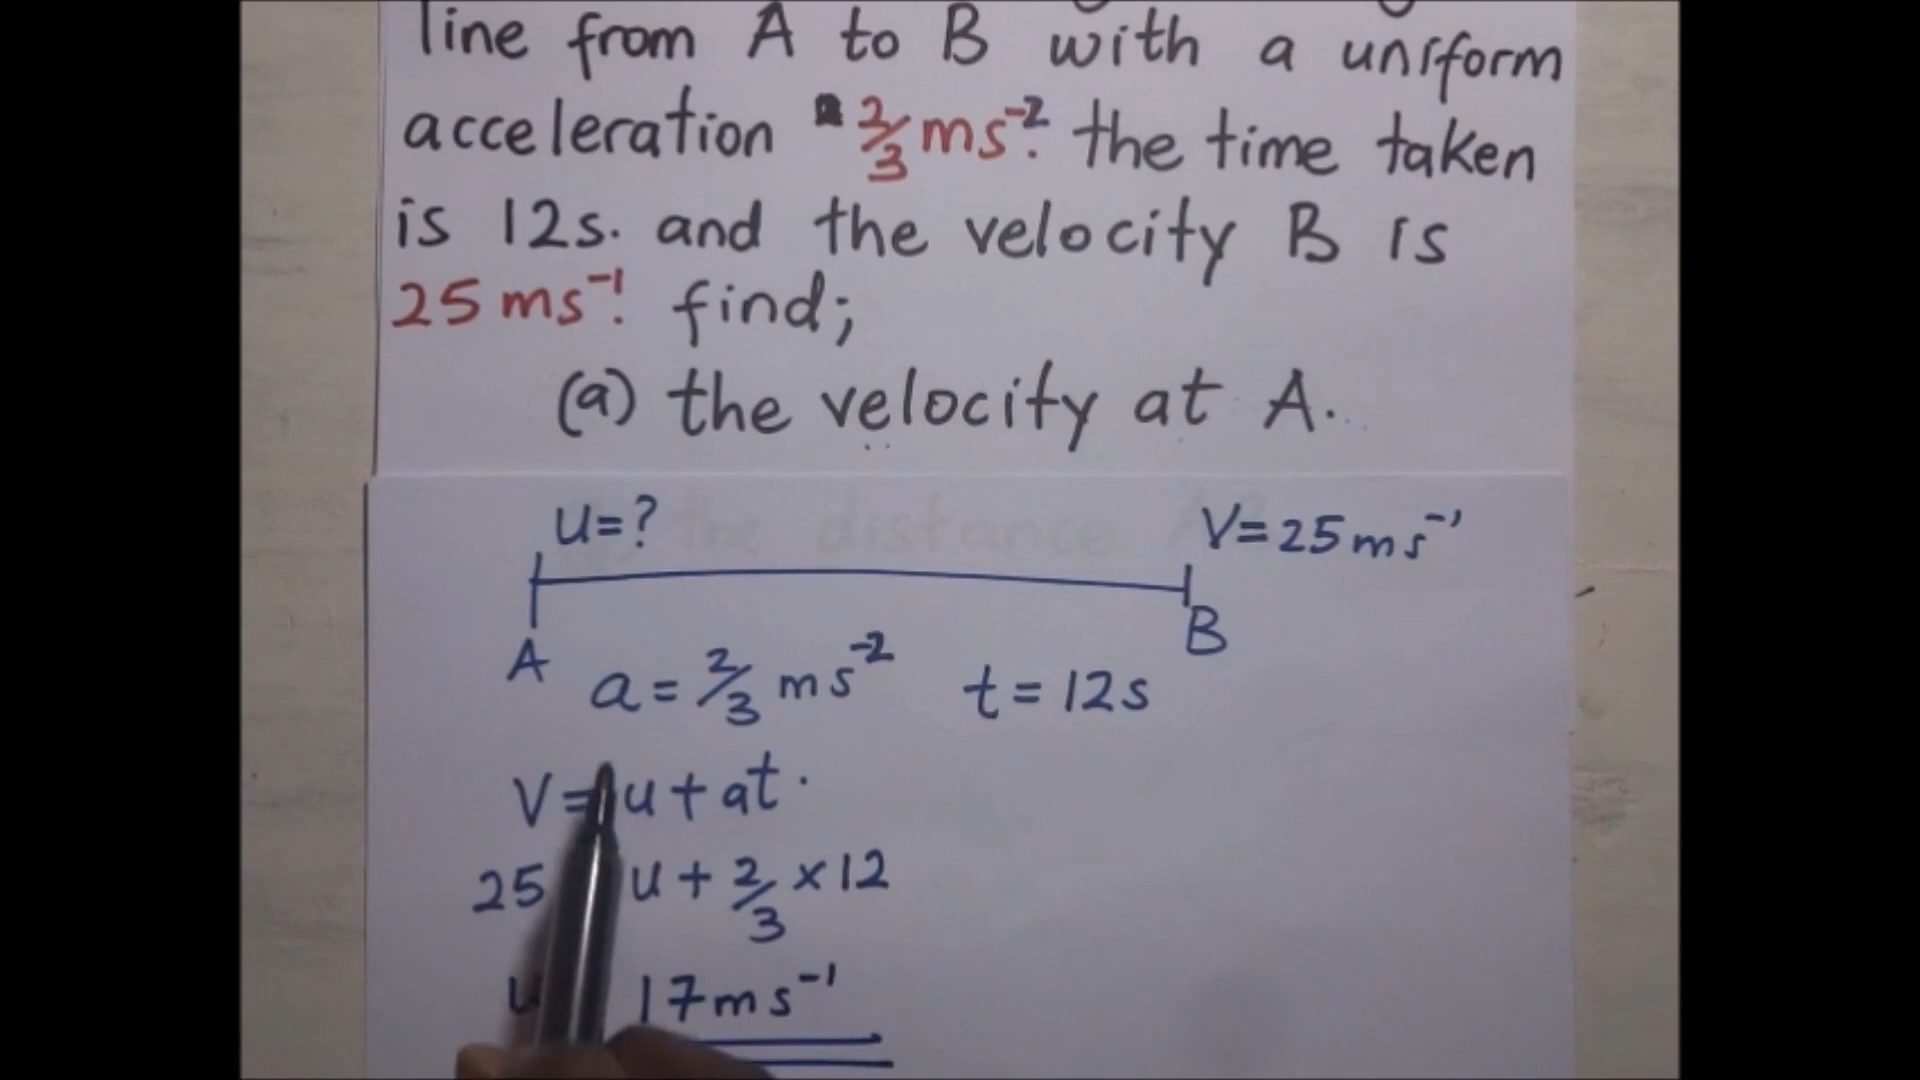 line from A to B with a uniform
acceleration 2/3 ms⁻². the time taken
is 12s. and the velocity B is
25 ms⁻¹. find;
(a) the velocity at A.
the distance
u=? V=25ms⁻¹
A B
a = 2/3 ms⁻² t = 12s
V= u + at.
25 u + 2/3 × 12
u 17ms⁻¹